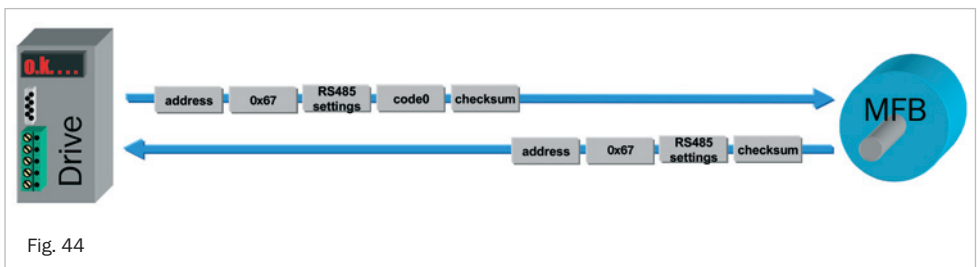 o.k....
address 0x67 RS485 settings code0 checksum
MFB
Drive
address 0x67 RS485 settings checksum
Fig. 44